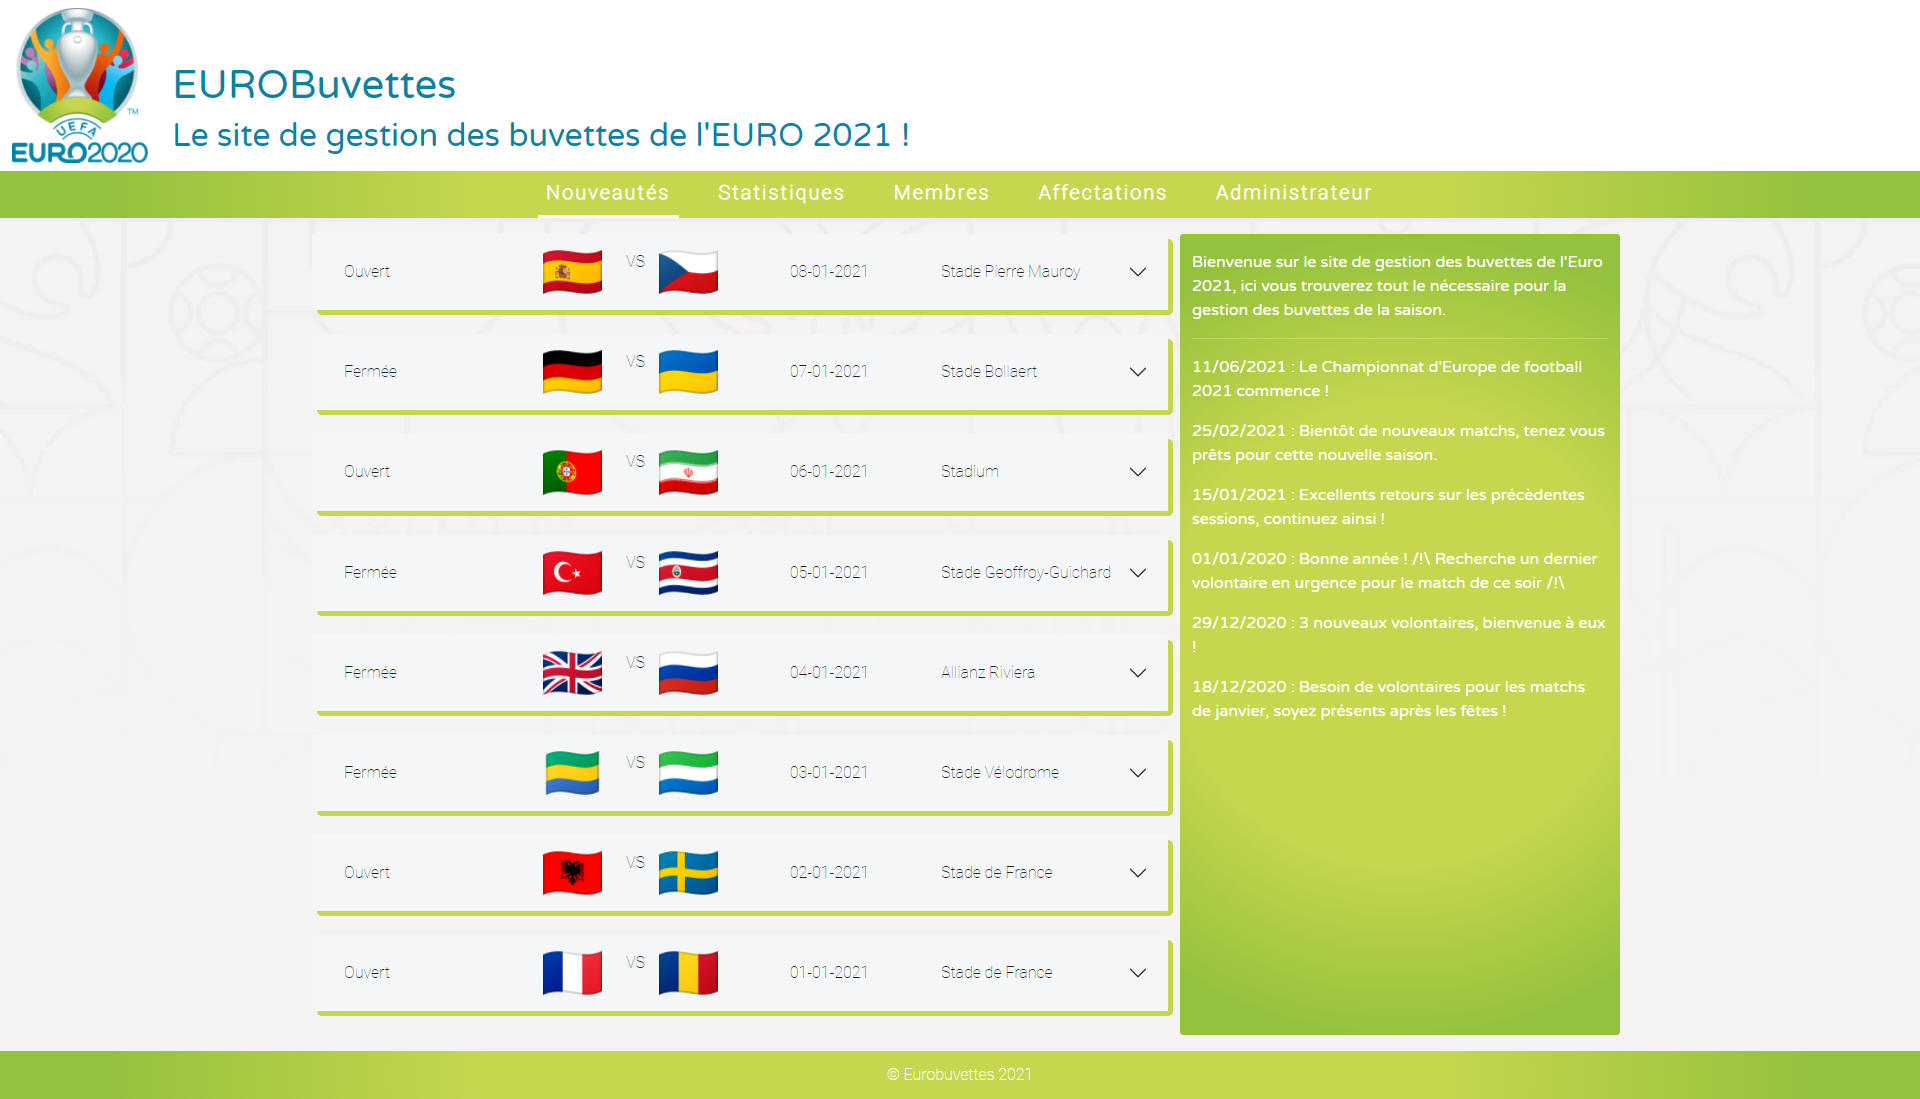 UEFA
EURO2020
TM
EUROBuvettes
Le site de gestion des buvettes de l'EURO 2021 !
Nouveautés Statistiques Membres Affectations Administrateur
Ouvert VS 08-01-2021 Stade Pierre Mauroy
Fermée VS 07-01-2021 Stade Bollaert
Ouvert VS 06-01-2021 Stadium
Fermée VS 05-01-2021 Stade Geoffroy-Guichard
Fermée VS 04-01-2021 Allianz Riviera
Fermée VS 03-01-2021 Stade Vélodrome
Ouvert VS 02-01-2021 Stade de France
Ouvert VS 01-01-2021 Stade de France
Bienvenue sur le site de gestion des buvettes de l'Euro
2021, ici vous trouverez tout le nécessaire pour la
gestion des buvettes de la saison.
11/06/2021 : Le Championnat d'Europe de football
2021 commence !
25/02/2021 : Bientôt de nouveaux matchs, tenez vous
prêts pour cette nouvelle saison.
15/01/2021 : Excellents retours sur les précèdentes
sessions, continuez ainsi !
01/01/2020 : Bonne année ! /!\ Recherche un dernier
volontaire en urgence pour le match de ce soir /!\
29/12/2020 : 3 nouveaux volontaires, bienvenue à eux
!
18/12/2020 : Besoin de volontaires pour les matchs
de janvier, soyez présents après les fêtes !
© Eurobuvettes 2021